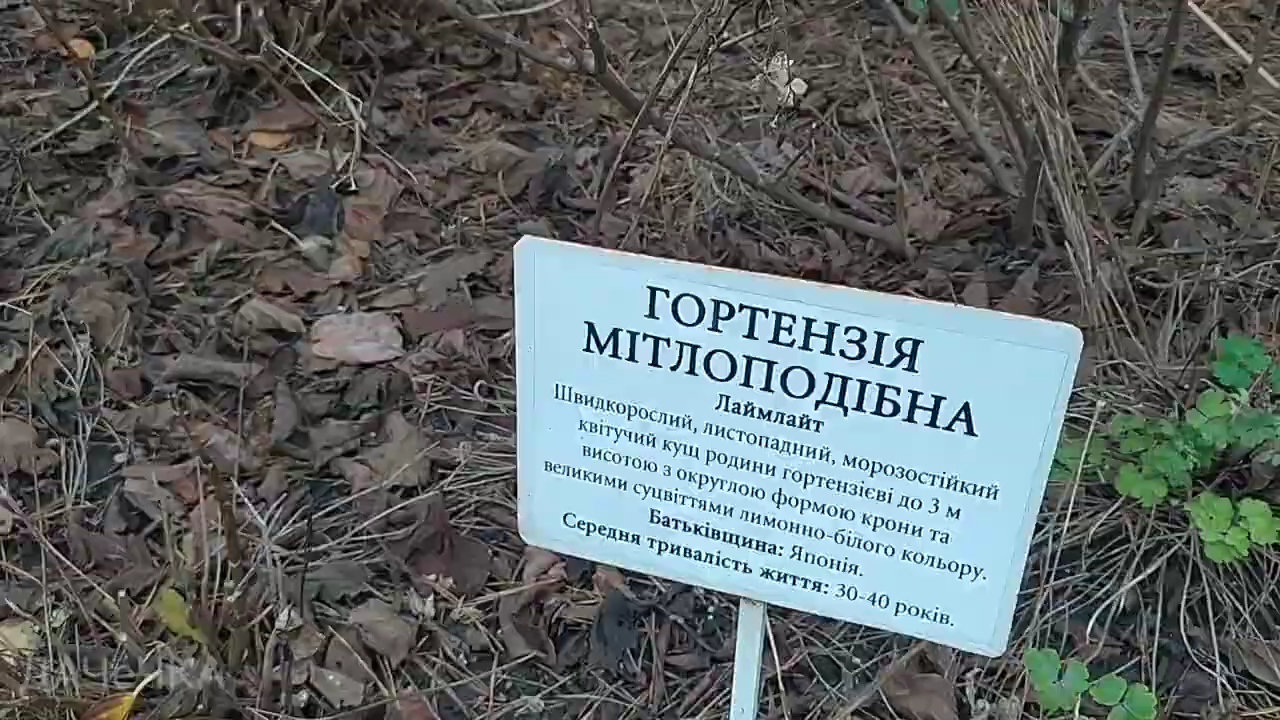 ГОРТЕНЗІЯ
МІТЛОПОДІБНА
Лаймлайт
Швидкорослий, листопадний, морозостійкий
квітучий кущ родини гортензієві до 3 м
висотою з округлою формою крони та
великими суцвіттями лимонно-білого кольору.
Батьківщина: Японія.
Середня тривалість життя: 30-40 років.